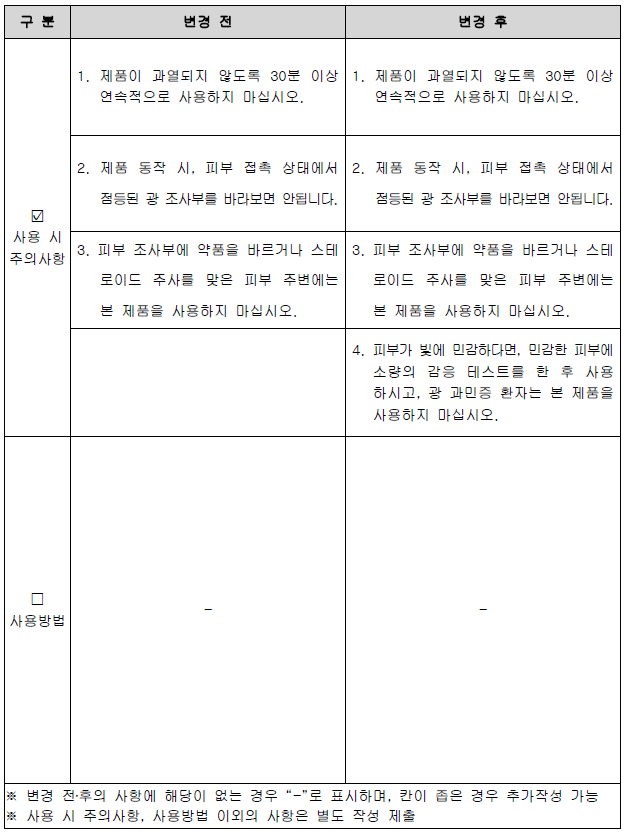 구 분 변경 전 변경 후
1. 제품이 과열되지 않도록 30분 이상
연속적으로 사용하지 마십시오.
1. 제품이 과열되지 않도록 30분 이상
연속적으로 사용하지 마십시오.
2. 제품 동작 시, 피부 접촉 상태에서
점등된 광 조사부를 바라보면 안됩니다.
2. 제품 동작 시, 피부 접촉 상태에서
점등된 광 조사부를 바라보면 안됩니다.
☑
사용 시
주의사항
3. 피부 조사부에 약품을 바르거나 스테
로이드 주사를 맞은 피부 주변에는
본 제품을 사용하지 마십시오.
3. 피부 조사부에 약품을 바르거나 스테
로이드 주사를 맞은 피부 주변에는
본 제품을 사용하지 마십시오.
4. 피부가 빛에 민감하다면, 민감한 피부에
소량의 감응 테스트를 한 후 사용
하시고, 광 과민증 환자는 본 제품을
사용하지 마십시오.
☐
사용방법
- -
※ 변경 전·후의 사항에 해당이 없는 경우 “-”로 표시하며, 칸이 좁은 경우 추가작성 가능
※ 사용 시 주의사항, 사용방법 이외의 사항은 별도 작성 제출